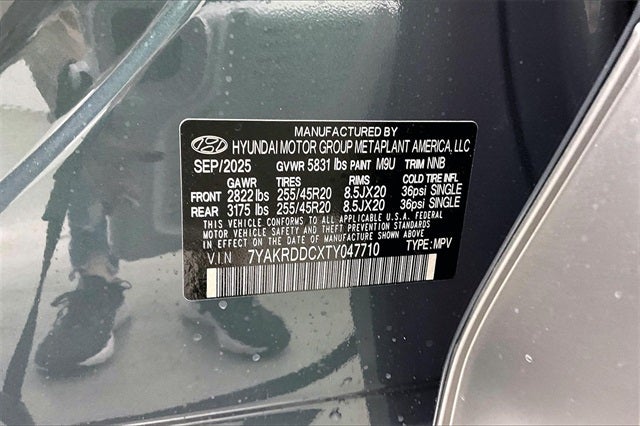 MANUFACTURED BY
HYUNDAI MOTOR GROUP METAPLANT AMERICA, LLC
SEP/2025 GVWR 5831 lbs PAINT M9U TRIM NNB
GAWR TIRES RIMS COLD TIRE INFL
FRONT 2822 lbs 255/45R20 8.5JX20 36psi SINGLE
REAR 3175 lbs 255/45R20 8.5JX20 36psi SINGLE
THIS VEHICLE CONFORMS TO ALL APPLICABLE U.S.A. FEDERAL
MOTOR VEHICLE SAFETY AND THEFT PREVENTION STANDARDS
IN EFFECT ON THE DATE OF MANUFACTURE SHOWN ABOVE.
V.I.N 7YAKRDDCXTY047710 TYPE: MPV